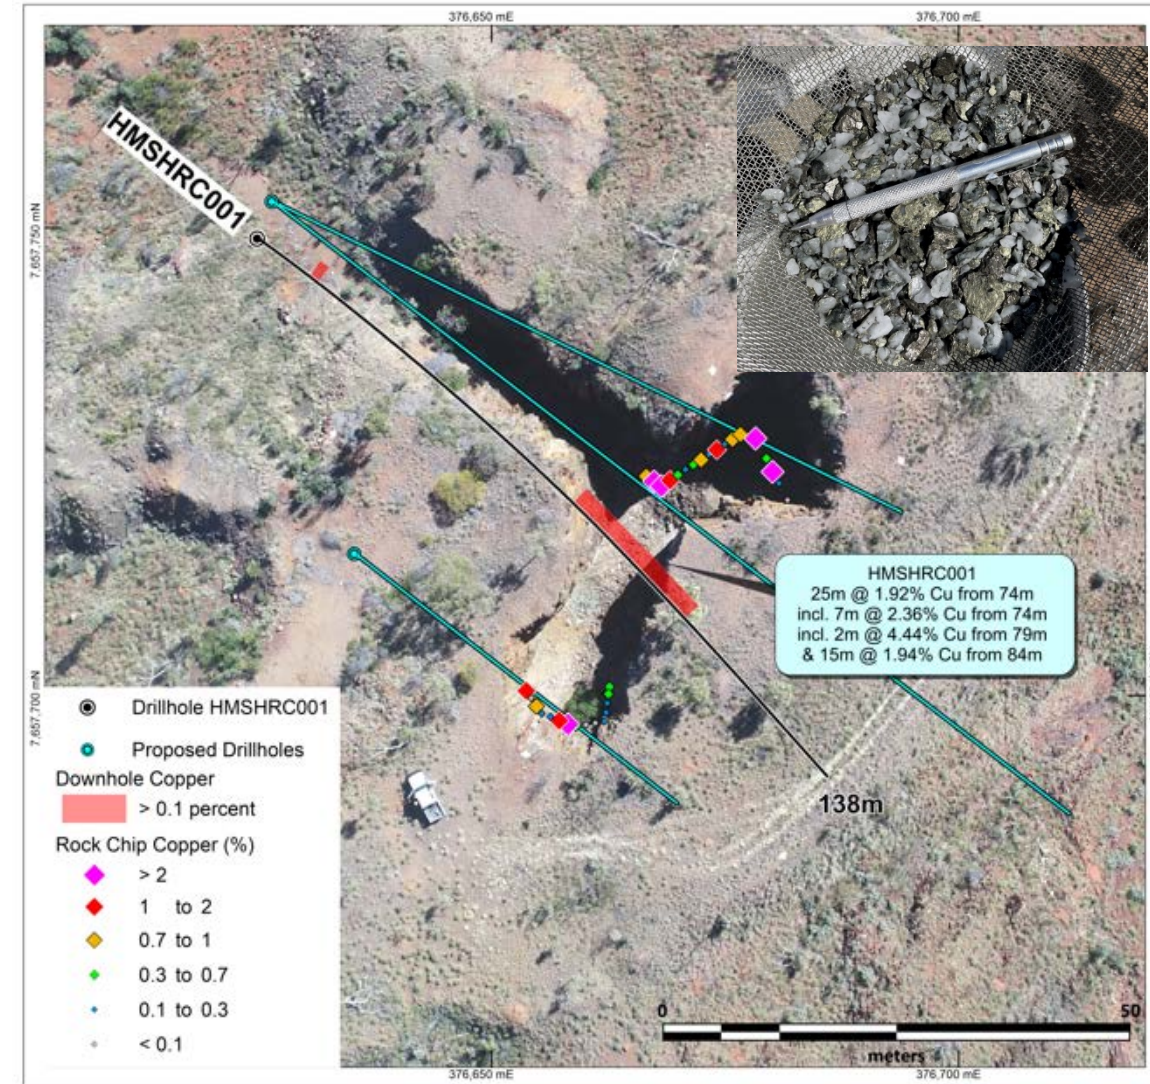 376,650 mE
376,700 mE
HMSHRC001
7,657,750 mN
HMSHRC001
25m @ 1.92% Cu from 74m
incl. 7m @ 2.36% Cu from 74m
incl. 2m @ 4.44% Cu from 79m
& 15m @ 1.94% Cu from 84m
7,657,700 mN
Drillhole HMSHRC001
Proposed Drillholes
Downhole Copper
> 0.1 percent
Rock Chip Copper (%)
> 2
1 to 2
0.7 to 1
0.3 to 0.7
0.1 to 0.3
< 0.1
138m
0
50
meters
376,650 mE
376,700 mE